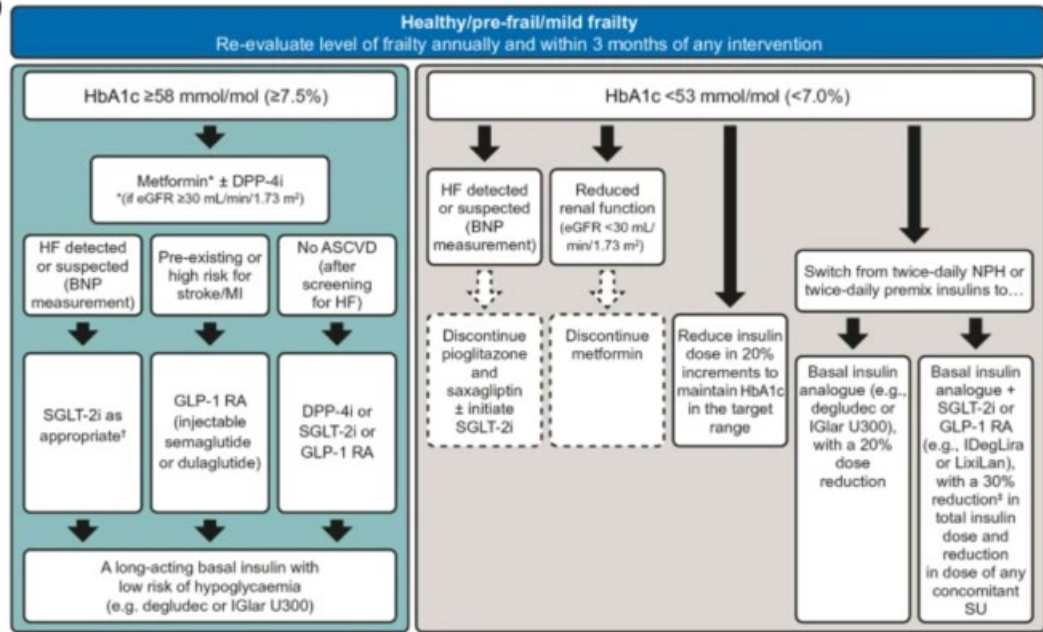 Healthy/pre-frail/mild frailty
Re-evaluate level of frailty annually and within 3 months of any intervention
HbA1c ≥58 mmol/mol (≥7.5%)
Metformin* ± DPP-4i
*(if eGFR ≥30 mL/min/1.73 m²)
HF detected
or suspected
(BNP
measurement)
Pre-existing or
high risk for
stroke/MI
No ASCVD
(after
screening
for HF)
SGLT-2i as
appropriate†
GLP-1 RA
(injectable
semaglutide
or dulaglutide)
DPP-4i or
SGLT-2i or
GLP-1 RA
A long-acting basal insulin with
low risk of hypoglycaemia
(e.g. degludec or IGlar U300)
HbA1c <53 mmol/mol (<7.0%)
HF detected
or suspected
(BNP
measurement)
Reduced
renal function
(eGFR <30 mL/
min/1.73 m²)
Switch from twice-daily NPH or
twice-daily premix insulins to…
Discontinue
pioglitazone
and
saxagliptin
± initiate
SGLT-2i
Discontinue
metformin
Reduce insulin
dose in 20%
increments to
maintain HbA1c
in the target
range
Basal insulin
analogue (e.g.,
degludec or
IGlar U300),
with a 20%
dose
reduction
Basal insulin
analogue +
SGLT-2i or
GLP-1 RA
(e.g., IDegLira
or LixiLan),
with a 30%
reduction‡ in
total insulin
dose and
reduction
in dose of any
concomitant
SU